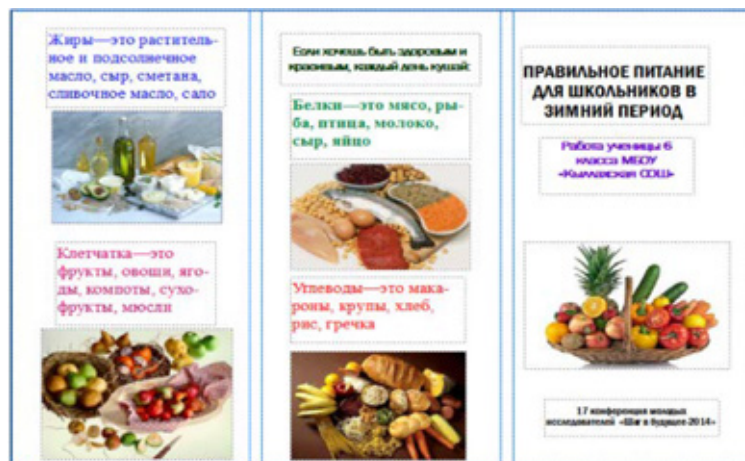 Жиры—это раститель-
ное и подсолнечное
масло, сыр, сметана,
сливочное масло, сало
Клетчатка—это
фрукты, овощи, яго-
ды, компоты, сухо-
фрукты, мюсли
Если хочешь быть здоровым и
красивым, каждый день кушай:
Белки—это мясо, ры-
ба, птица, молоко,
сыр, яйцо
Углеводы—это мака-
роны, крупы, хлеб,
рис, гречка
ПРАВИЛЬНОЕ ПИТАНИЕ
ДЛЯ ШКОЛЬНИКОВ В
ЗИМНИЙ ПЕРИОД
Работа ученицы 6
класса МБОУ
«Кыллахская СОШ»
17 конференция молодых
исследователей «Шаг в будущее-2014»